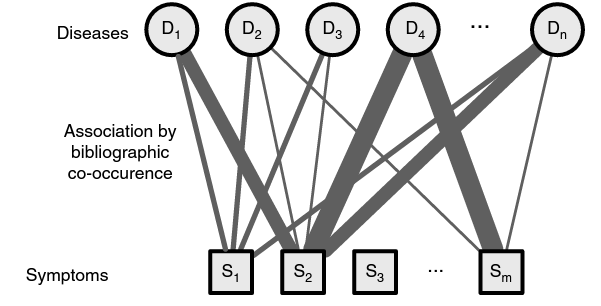 Diseases D1 D2 D3 D4 ... Dn
Association by
bibliographic
co-occurence
Symptoms S1 S2 S3 ... Sm